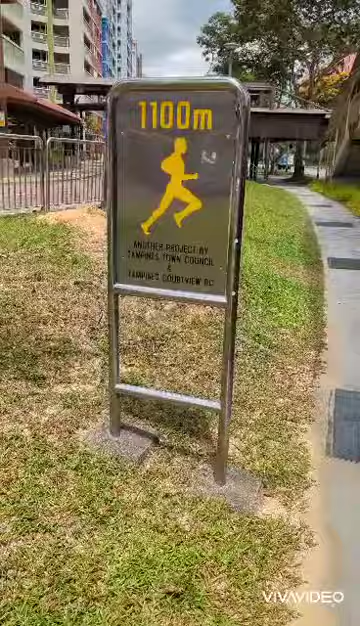 1100m
ANOTHER PROJECT BY
TAMPINES TOWN COUNCIL
&
TAMPINES COURTVIEW RC
VIVAVIDEO